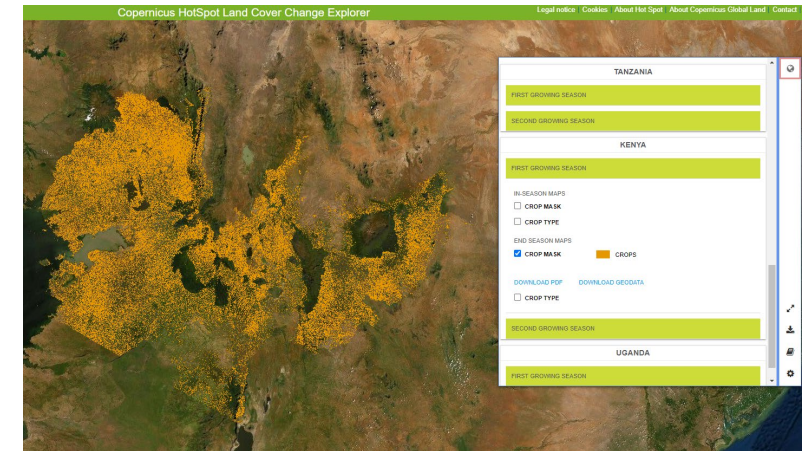 Copernicus HotSpot Land Cover Change Explorer
Legal notice | Cookies | About Hot Spot | About Copernicus Global Land | Contact
TANZANIA
FIRST GROWING SEASON
SECOND GROWING SEASON
KENYA
FIRST GROWING SEASON
IN-SEASON MAPS
CROP MASK
CROP TYPE
END SEASON MAPS
CROP MASK CROPS
DOWNLOAD PDF DOWNLOAD GEODATA
CROP TYPE
SECOND GROWING SEASON
UGANDA
FIRST GROWING SEASON